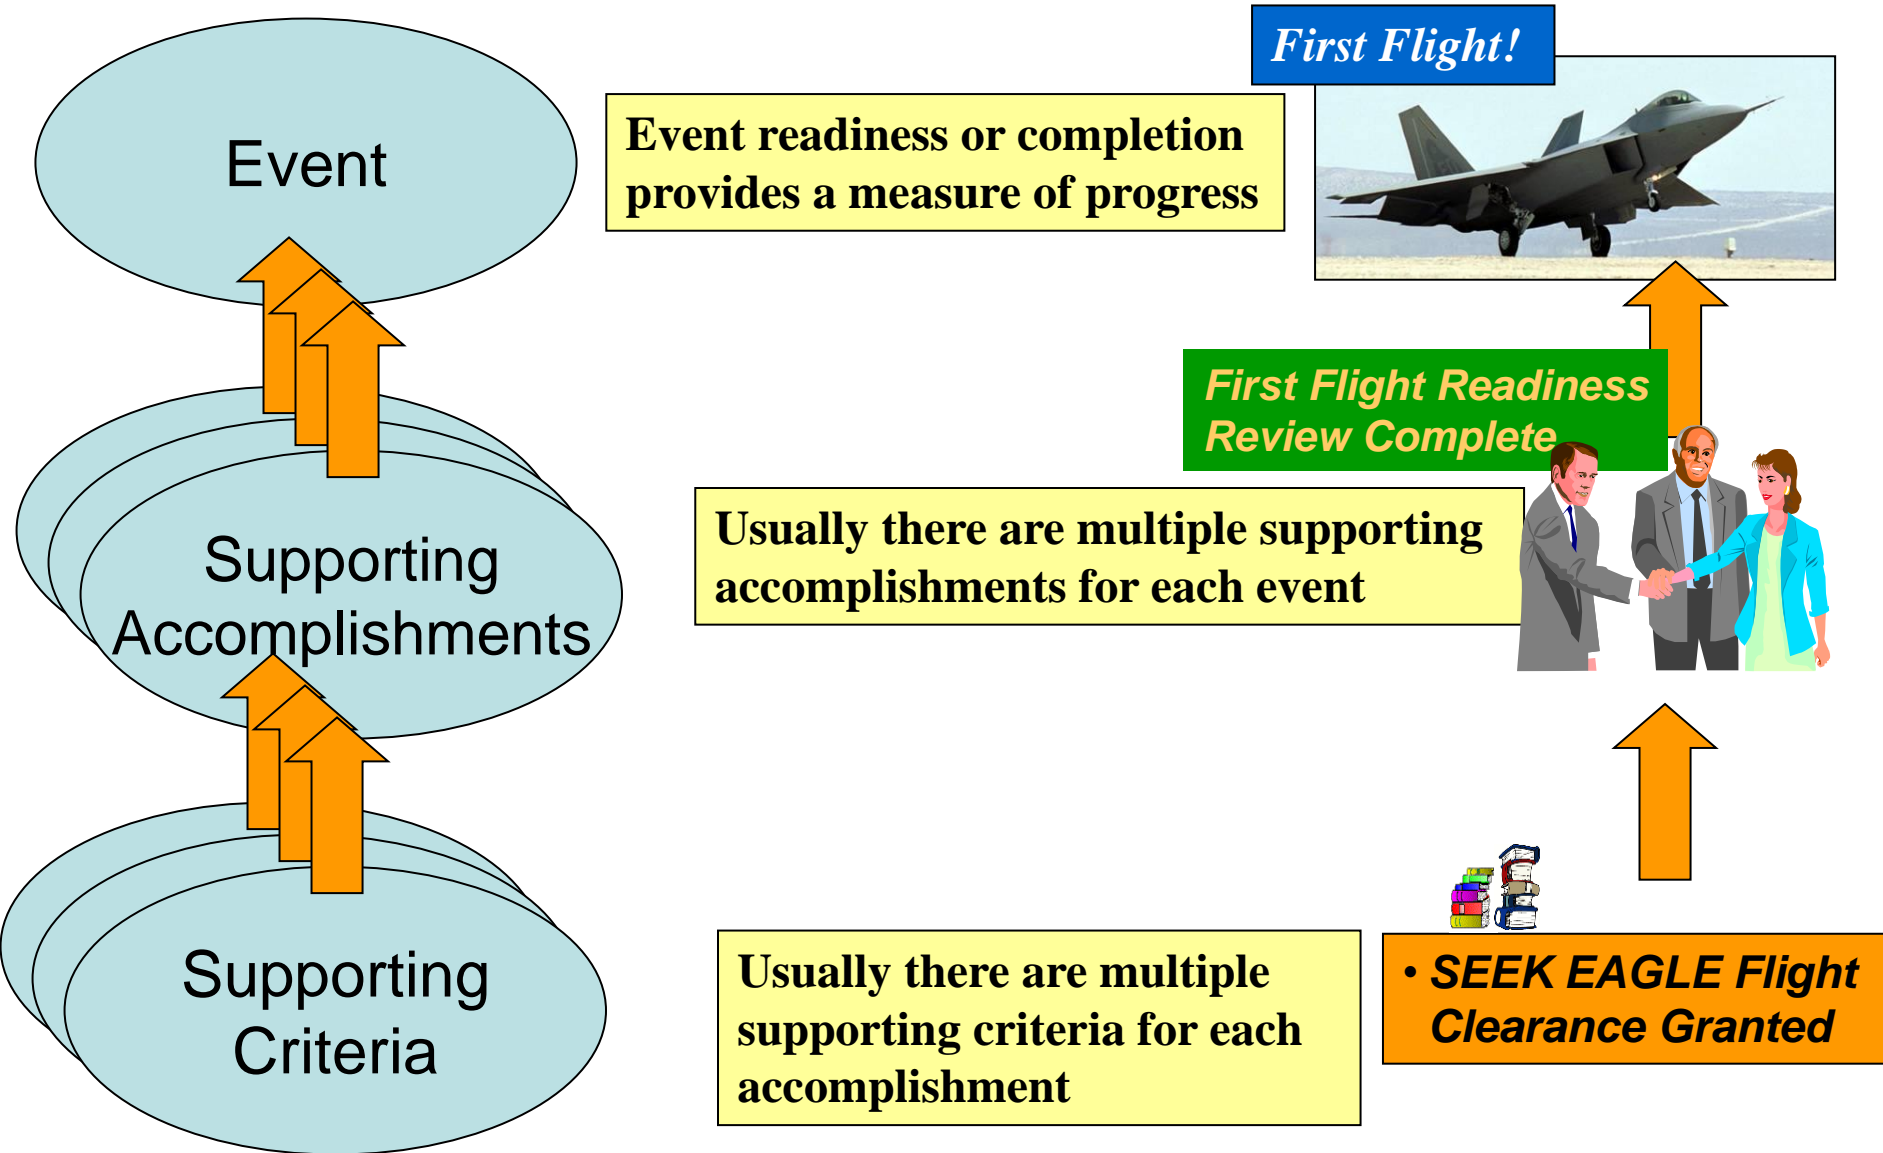 First Flight!
Event
Event readiness or completion
provides a measure of progress
First Flight Readiness
Review Complete
Supporting
Accomplishments
Usually there are multiple supporting
accomplishments for each event
Supporting
Criteria
Usually there are multiple
supporting criteria for each
accomplishment
• SEEK EAGLE Flight
Clearance Granted